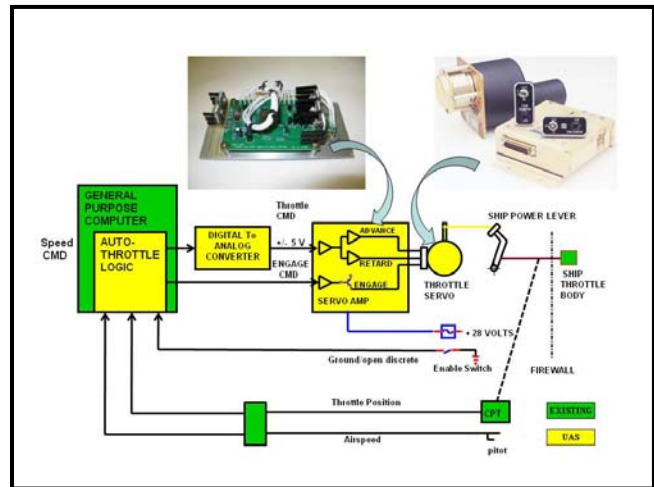 GENERAL
PURPOSE
COMPUTER
Speed
CMD
AUTO-
THROTTLE
LOGIC
DIGITAL To
ANALOG
CONVERTER
Throttle
CMD
+/- 5 V
ENGAGE
CMD
ADVANCE
RETARD
ENGAGE
SERVO AMP
THROTTLE
SERVO
SHIP POWER LEVER
SHIP
THROTTLE
BODY
+ 28 VOLTS
Ground/open discrete
Enable Switch
FIREWALL
Throttle Position
CPT
EXISTING
Airspeed
pitot
UAS